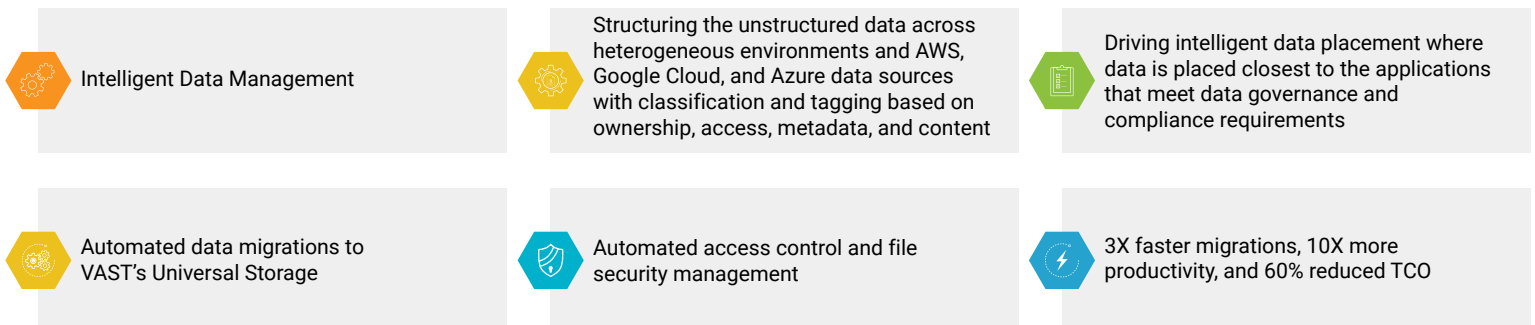 Intelligent Data Management
Structuring the unstructured data across
heterogeneous environments and AWS,
Google Cloud, and Azure data sources
with classification and tagging based on
ownership, access, metadata, and content
Driving intelligent data placement where
data is placed closest to the applications
that meet data governance and
compliance requirements
Automated data migrations to
VAST's Universal Storage
Automated access control and file
security management
3X faster migrations, 10X more
productivity, and 60% reduced TCO